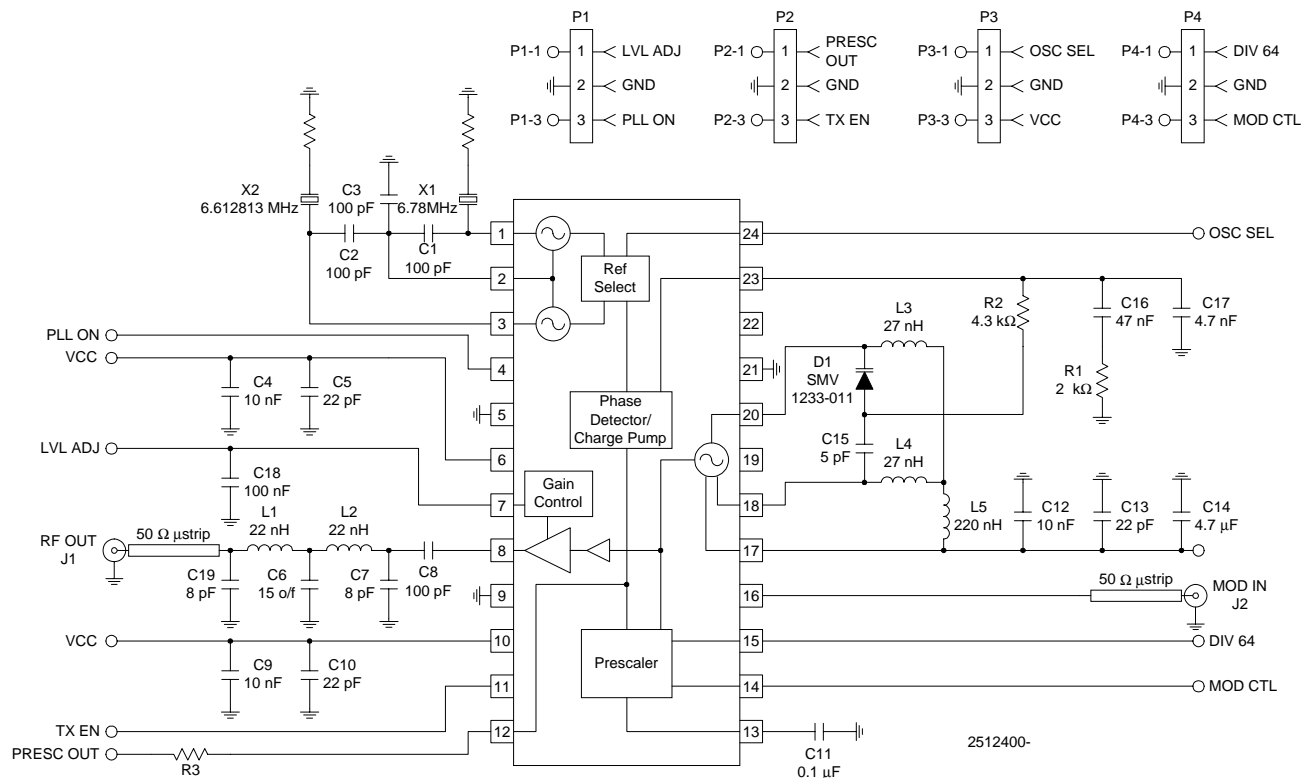 P1
P2
P3
P4
P1-1 1 LVL ADJ
2 GND
P1-3 3 PLL ON
P2-1 1 PRESC
OUT
2 GND
P2-3 3 TX EN
P3-1 1 OSC SEL
2 GND
P3-3 3 VCC
P4-1 1 DIV 64
2 GND
P4-3 3 MOD CTL
X2
6.612813 MHz
C3
100 pF
X1
6.78MHz
C2
100 pF
C1
100 pF
1
2
3
4
5
6
7
8
9
10
11
12
24
23
22
21
20
19
18
17
16
15
14
13
Ref
Select
Phase
Detector/
Charge Pump
Gain
Control
Prescaler
PLL ON
VCC
C4
10 nF
C5
22 pF
LVL ADJ
C18
100 nF
L1
22 nH
L2
22 nH
RF OUT
J1
50 Ω µstrip
C19
8 pF
C6
15 o/f
C7
8 pF
C8
100 pF
VCC
C9
10 nF
C10
22 pF
TX EN
PRESC OUT
R3
OSC SEL
L3
27 nH
R2
4.3 kΩ
C16
47 nF
C17
4.7 nF
D1
SMV
1233-011
R1
2 kΩ
C15
5 pF
L4
27 nH
L5
220 nH
C12
10 nF
C13
22 pF
C14
4.7 µF
50 Ω µstrip
MOD IN
J2
DIV 64
MOD CTL
C11
0.1 µF
2512400-